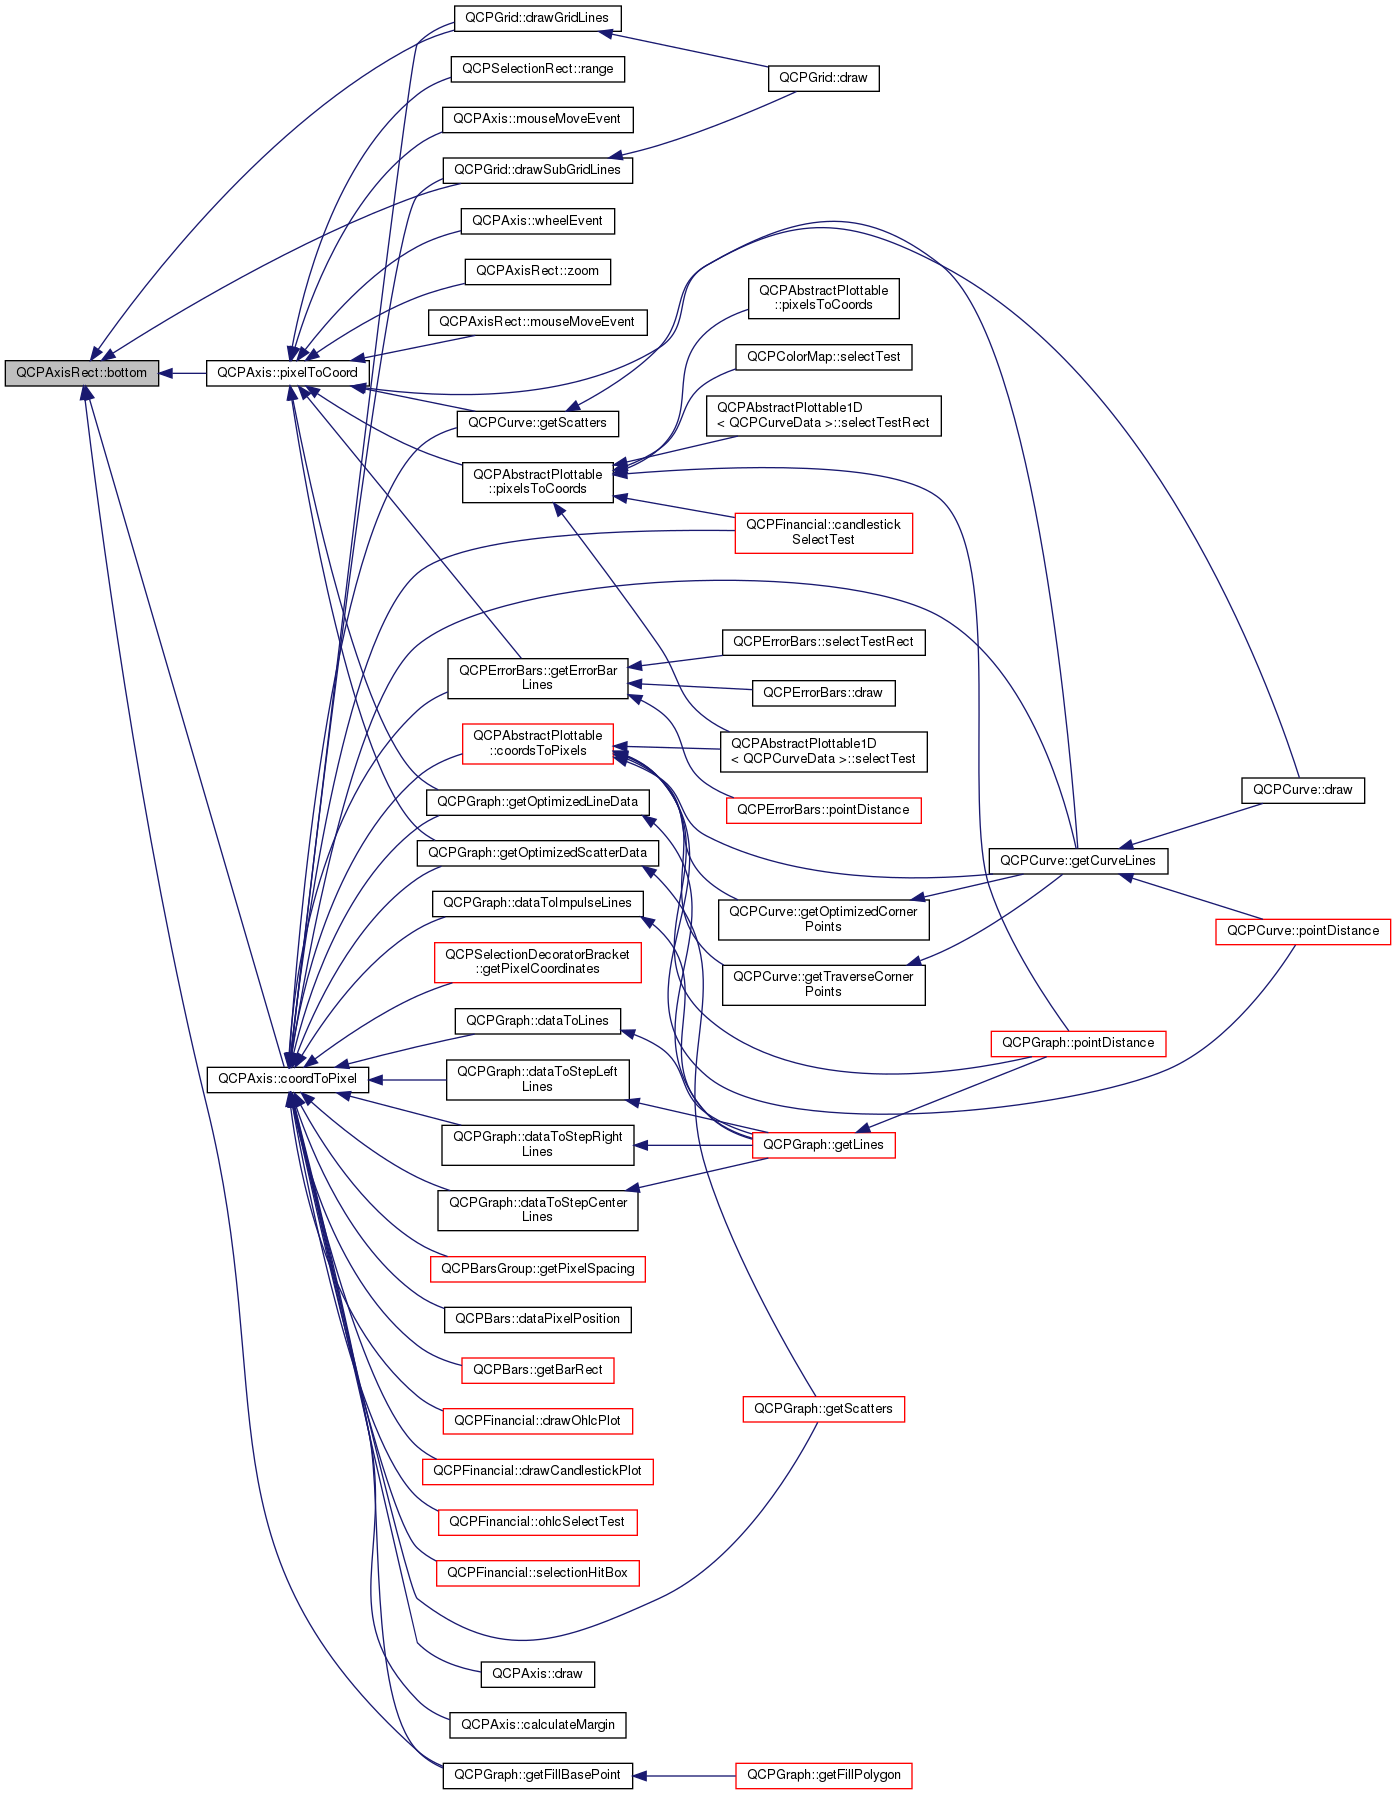 QCPAxisRect::bottom
QCPAxis::pixelToCoord
QCPAxis::coordToPixel
QCPGrid::drawGridLines
QCPSelectionRect::range
QCPAxis::mouseMoveEvent
QCPGrid::drawSubGridLines
QCPAxis::wheelEvent
QCPAxisRect::zoom
QCPAxisRect::mouseMoveEvent
QCPCurve::getScatters
QCPAbstractPlottable
::pixelsToCoords
QCPErrorBars::getErrorBar
Lines
QCPAbstractPlottable
::coordsToPixels
QCPGraph::getOptimizedLineData
QCPGraph::getOptimizedScatterData
QCPGraph::dataToImpulseLines
QCPSelectionDecoratorBracket
::getPixelCoordinates
QCPGraph::dataToLines
QCPGraph::dataToStepLeft
Lines
QCPGraph::dataToStepRight
Lines
QCPGraph::dataToStepCenter
Lines
QCPBarsGroup::getPixelSpacing
QCPBars::dataPixelPosition
QCPBars::getBarRect
QCPFinancial::drawOhlcPlot
QCPFinancial::drawCandlestickPlot
QCPFinancial::ohlcSelectTest
QCPFinancial::selectionHitBox
QCPAxis::draw
QCPAxis::calculateMargin
QCPGraph::getFillBasePoint
QCPGrid::draw
QCPAbstractPlottable
::pixelsToCoords
QCPColorMap::selectTest
QCPAbstractPlottable1D
< QCPCurveData >::selectTestRect
QCPFinancial::candlestick
SelectTest
QCPErrorBars::selectTestRect
QCPErrorBars::draw
QCPAbstractPlottable1D
< QCPCurveData >::selectTest
QCPErrorBars::pointDistance
QCPCurve::getOptimizedCorner
Points
QCPCurve::getTraverseCorner
Points
QCPGraph::getLines
QCPGraph::getScatters
QCPGraph::getFillPolygon
QCPCurve::getCurveLines
QCPGraph::pointDistance
QCPCurve::draw
QCPCurve::pointDistance